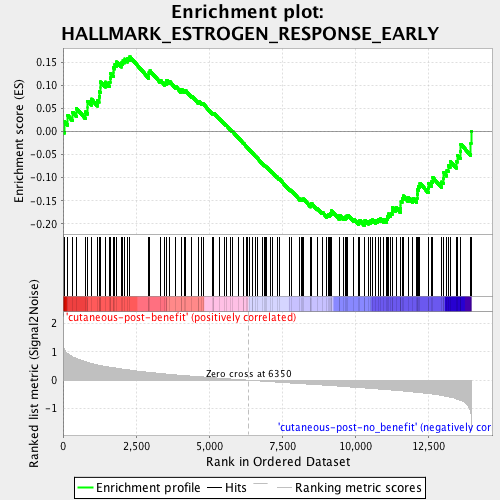 Enrichment plot:
HALLMARK_ESTROGEN_RESPONSE_EARLY
Enrichment score (ES)
0.15
0.10
0.05
0.00
-0.05
-0.10
-0.15
-0.20
'cutaneous-post-benefit' (positively correlated)
Ranked list metric (Signal2Noise)
2
1
0
-1
Zero cross at 6350
'cutaneous-post-no_benefit' (negatively cor
0
2,500
5,000
7,500
10,000
12,500
Rank in Ordered Dataset
Enrichment profile
Hits
Ranking metric scores